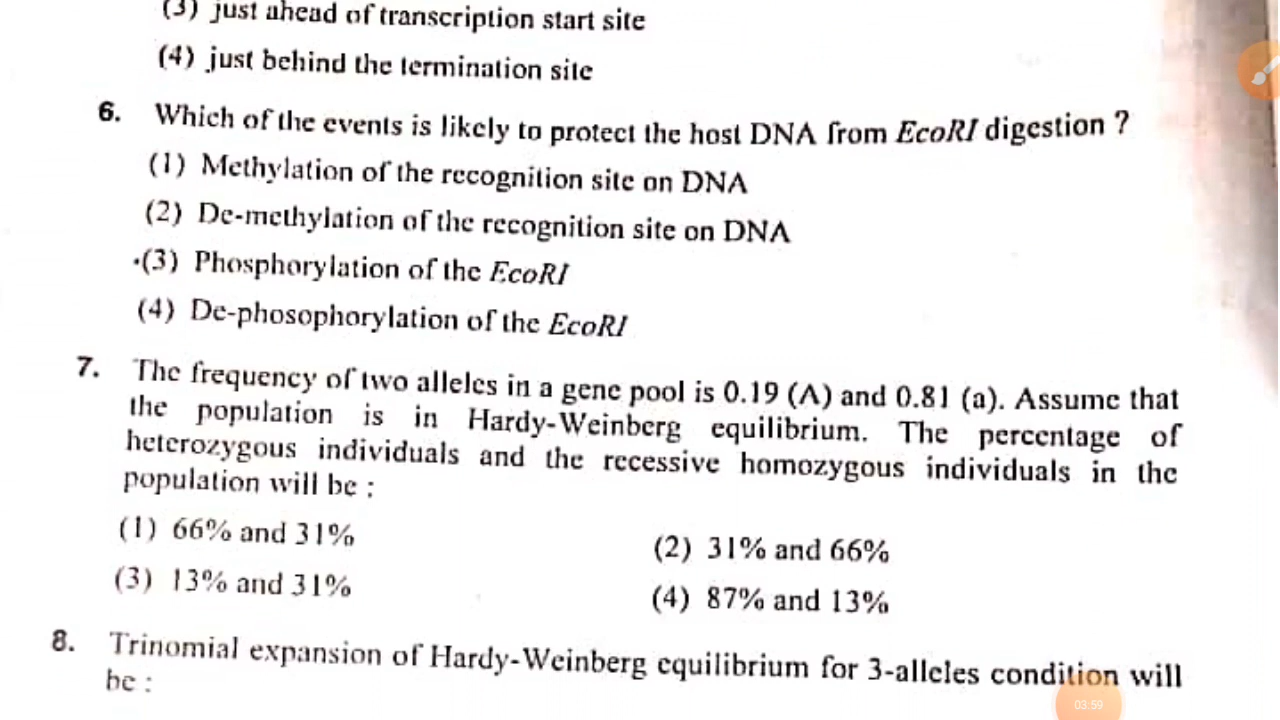 (3) just ahead of transcription start site
(4) just behind the termination site
6. Which of the events is likely to protect the host DNA from EcoRI digestion ?
(1) Methylation of the recognition site on DNA
(2) De-methylation of the recognition site on DNA
(3) Phosphorylation of the EcoRI
(4) De-phosophorylation of the EcoRI
7. The frequency of two alleles in a gene pool is 0.19 (A) and 0.81 (a). Assume that
the population is in Hardy-Weinberg equilibrium. The percentage of
heterozygous individuals and the recessive homozygous individuals in the
population will be :
(1) 66% and 31%
(2) 31% and 66%
(3) 13% and 31%
(4) 87% and 13%
8. Trinomial expansion of Hardy-Weinberg equilibrium for 3-alleles condition will
be :
03:59